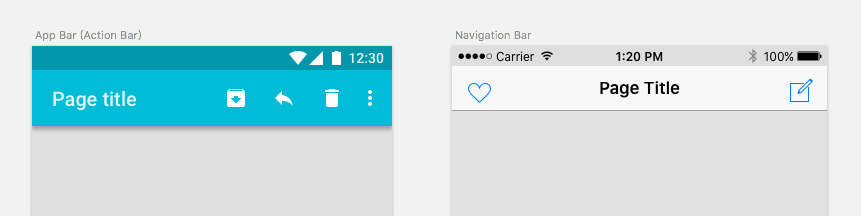 App Bar (Action Bar)
12:30
Page title
Navigation Bar
Carrier 1:20 PM 100%
Page Title